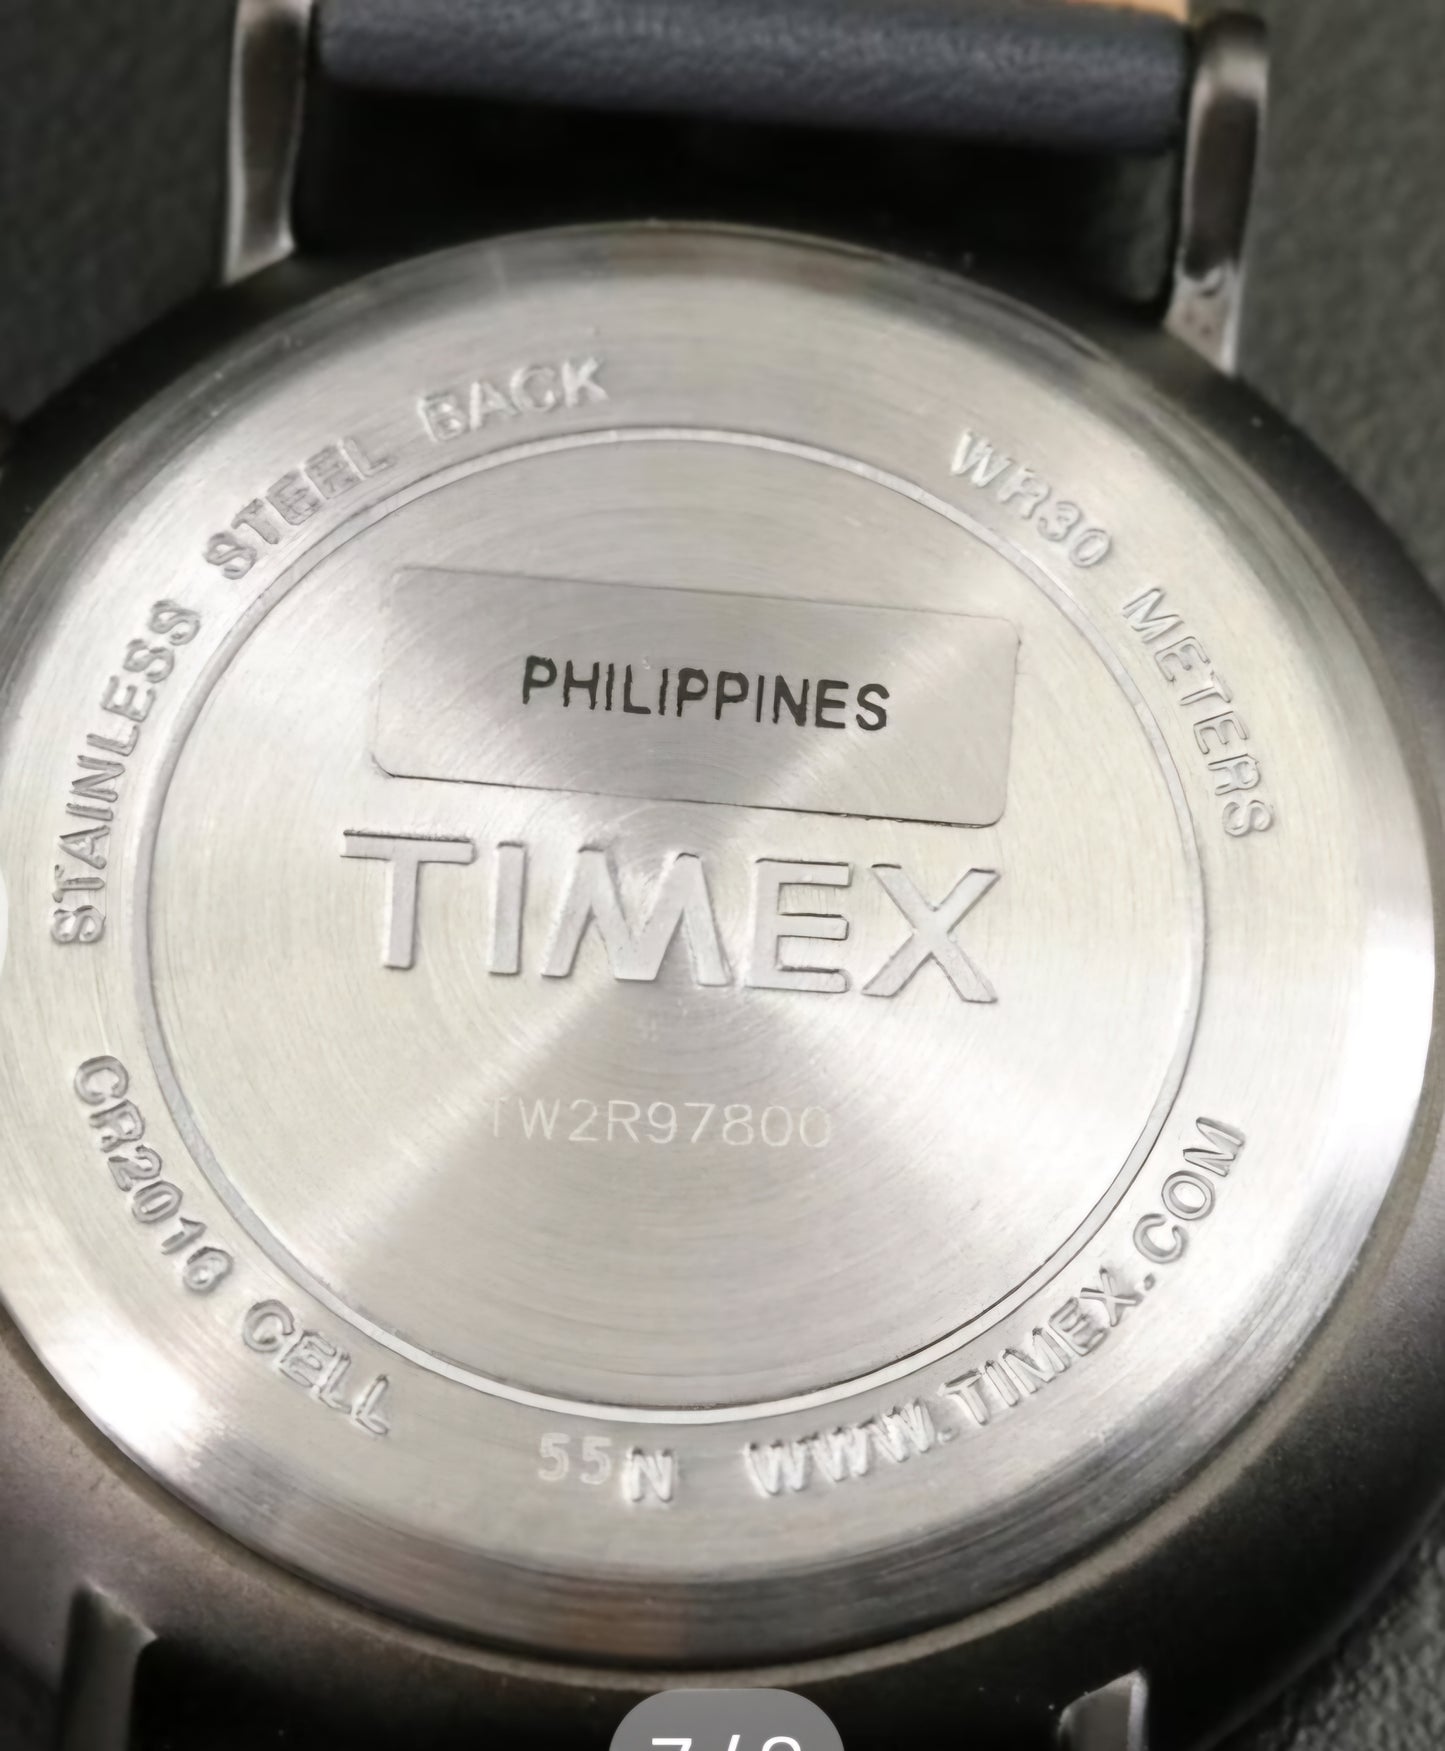 STAINLESS STEEL BACK
WR30 METERS
PHILIPPINES
TIMEX
TW2R97800
CR2016 CELL
55N
WWW.TIMEX.COM